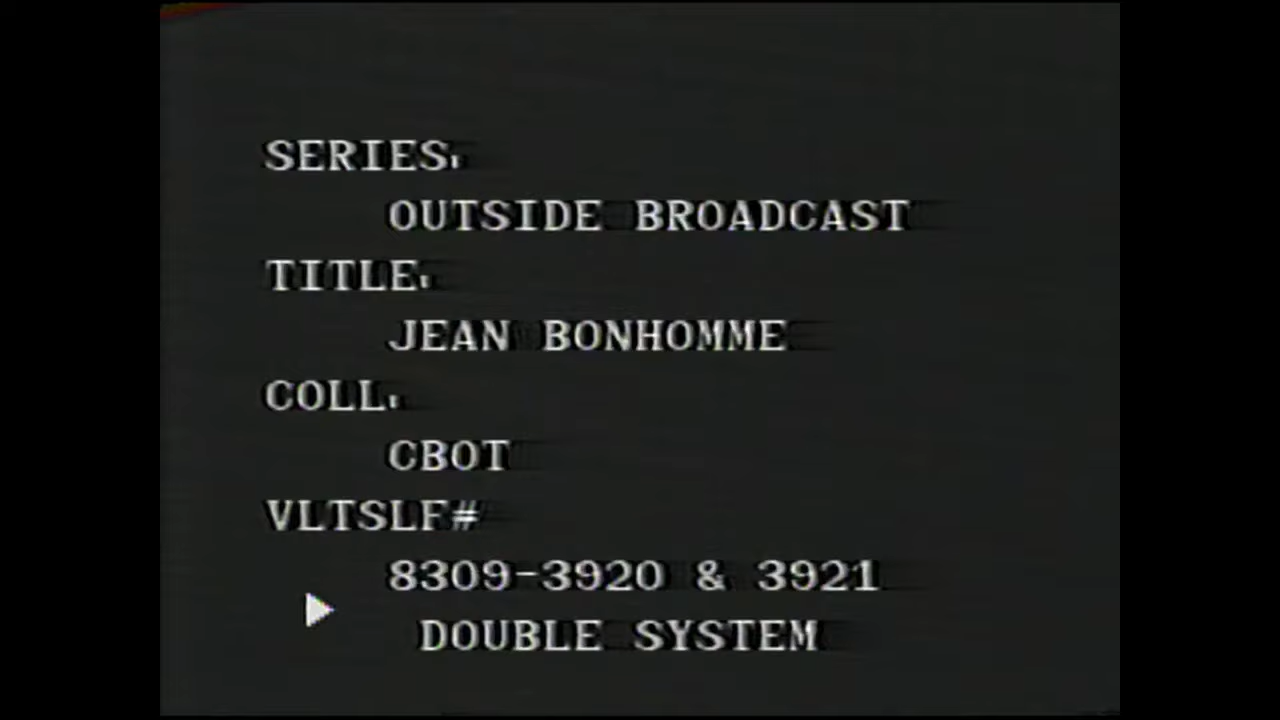 SERIES:
OUTSIDE BROADCAST
TITLE:
JEAN BONHOMME
COLL:
CBOT
VLTSLF#
8309-3920 & 3921
DOUBLE SYSTEM